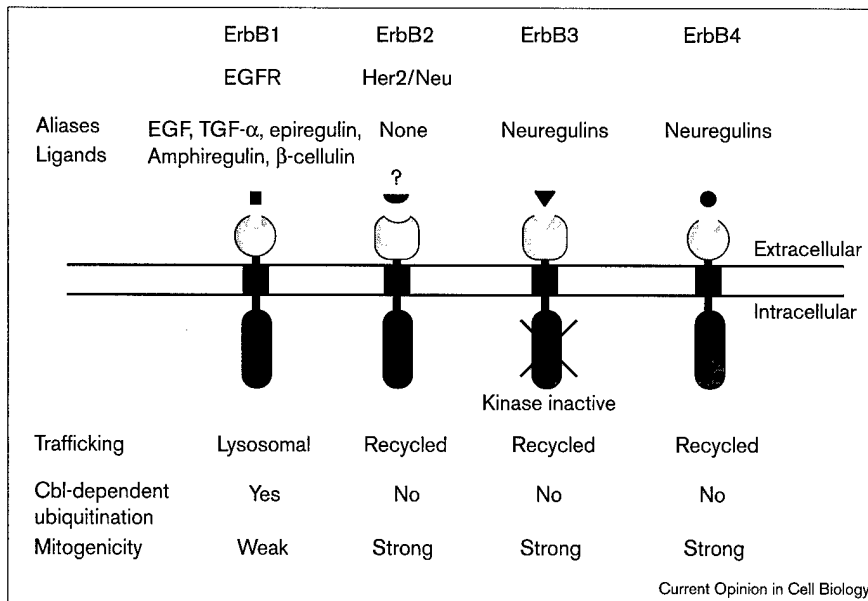 ErbB1 ErbB2 ErbB3 ErbB4
EGFR Her2/Neu
Aliases EGF, TGF-α, epiregulin, None Neuregulins Neuregulins
Ligands Amphiregulin, β-cellulin
?
Extracellular
Intracellular
Kinase inactive
Trafficking Lysosomal Recycled Recycled Recycled
Cbl-dependent Yes No No No
ubiquitination
Mitogenicity Weak Strong Strong Strong
Current Opinion in Cell Biology